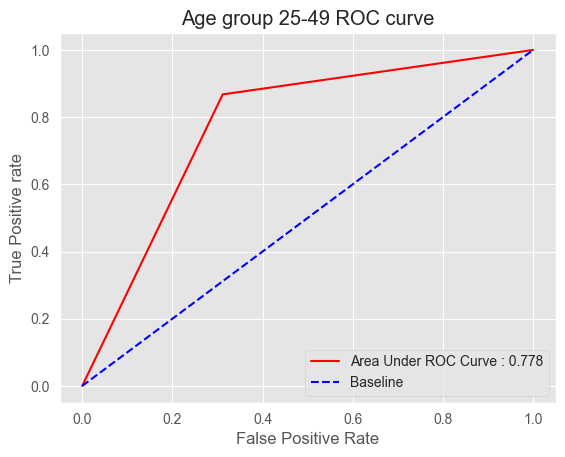 Age group 25-49 ROC curve
True Positive rate
1.0
0.8
0.6
0.4
0.2
0.0
Area Under ROC Curve : 0.778
Baseline
0.0 0.2 0.4 0.6 0.8 1.0
False Positive Rate